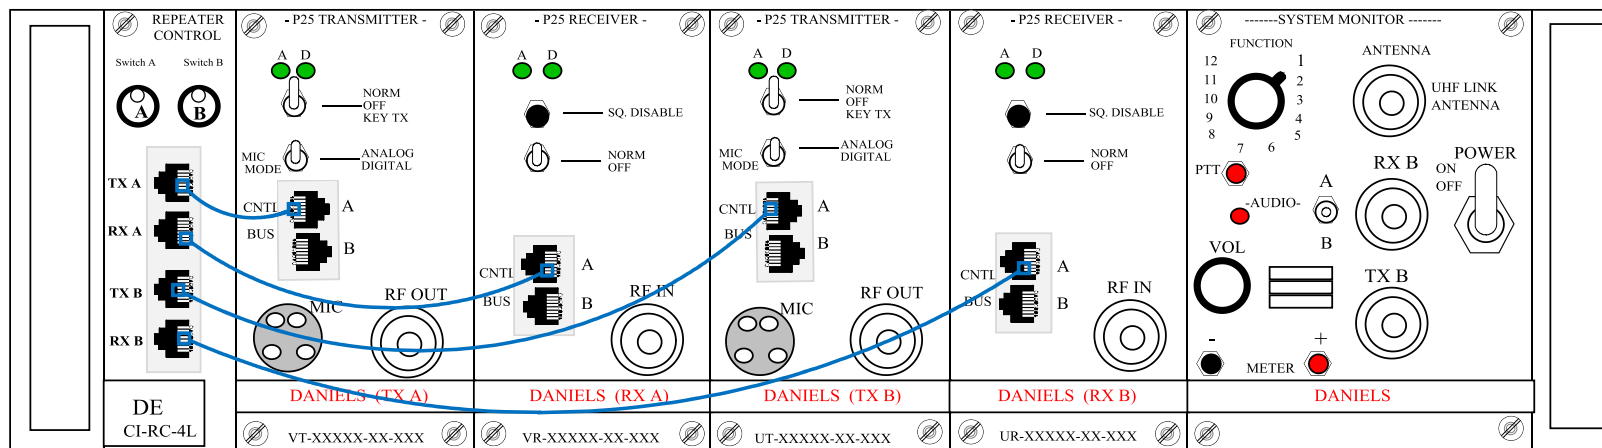 REPEATER
CONTROL
Switch A
Switch B
A
B
TX A
RX A
TX B
RX B
DE
CI-RC-4L
- P25 TRANSMITTER -
A D
NORM
OFF
KEY TX
MIC
MODE
ANALOG
DIGITAL
CNTL
BUS
A
B
MIC
RF OUT
DANIELS (TX A)
VT-XXXXX-XX-XXX
- P25 RECEIVER -
A D
SQ. DISABLE
NORM
OFF
CNTL
BUS
A
B
RF IN
DANIELS (RX A)
VR-XXXXX-XX-XXX
- P25 TRANSMITTER -
A D
NORM
OFF
KEY TX
MIC
MODE
ANALOG
DIGITAL
CNTL
BUS
A
B
MIC
RF OUT
DANIELS (TX B)
UT-XXXXX-XX-XXX
- P25 RECEIVER -
A D
SQ. DISABLE
NORM
OFF
CNTL
BUS
A
B
RF IN
DANIELS (RX B)
UR-XXXXX-XX-XXX
-------SYSTEM MONITOR -------
FUNCTION
12 1
11 2
10 3
9 4
8 5
7 6
ANTENNA
UHF LINK
ANTENNA
PTT
-AUDIO-
A
B
RX B
POWER
ON
OFF
VOL
TX B
- +
METER
DANIELS